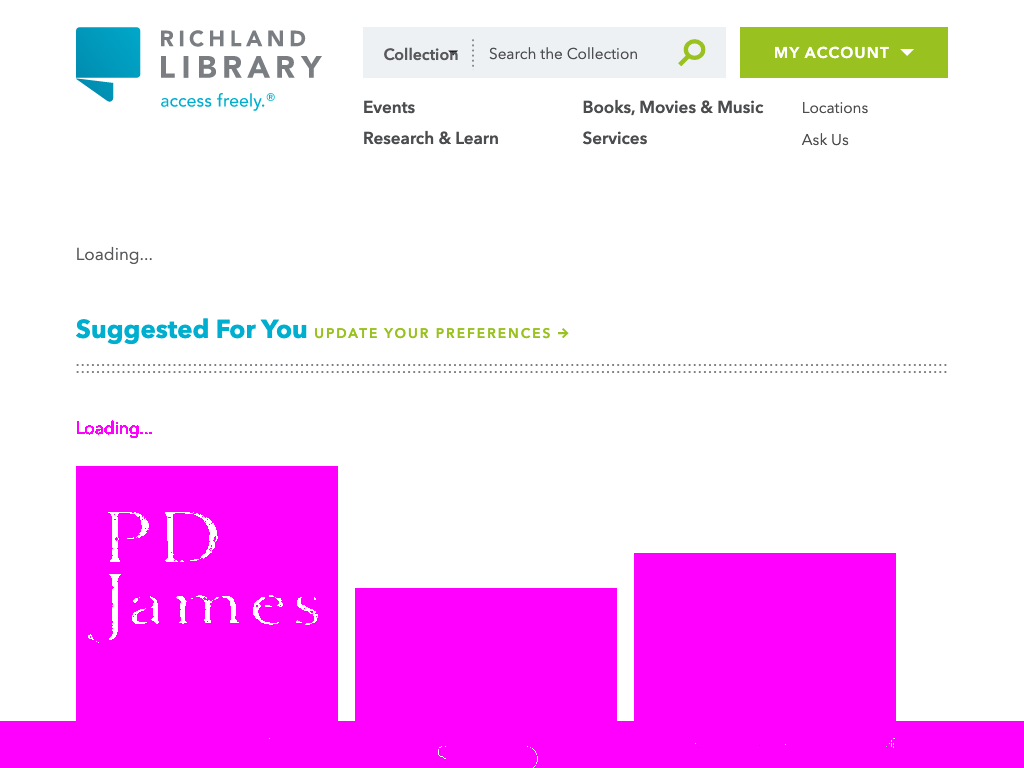 RICHLAND
LIBRARY
access freely.®
Collection
Search the Collection
MY ACCOUNT
Events
Books, Movies & Music
Locations
Research & Learn
Services
Ask Us
Loading...
Suggested For You UPDATE YOUR PREFERENCES →
Loading...
PD
James